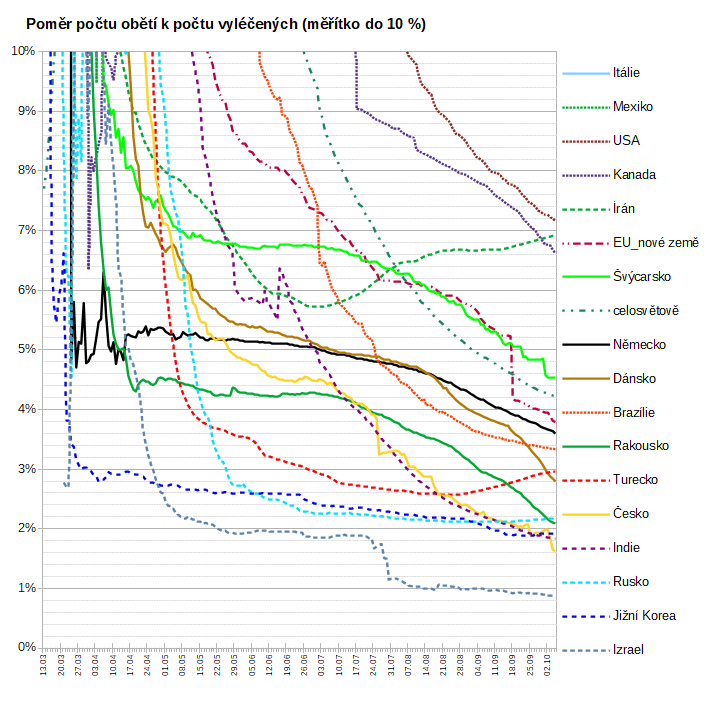 Poměr počtu obětí k počtu vyléčených (měřítko do 10 %)
10%
9%
8%
7%
6%
5%
4%
3%
2%
1%
0%
13.03
20.03
27.03
03.04
10.04
17.04
24.04
01.05
08.05
15.05
22.05
29.05
05.06
12.06
19.06
26.06
03.07
10.07
17.07
24.07
31.07
07.08
14.08
21.08
28.08
04.09
11.09
18.09
25.09
02.10
Itálie
Mexiko
USA
Kanada
Írán
EU_nové země
Švýcarsko
celosvětově
Německo
Dánsko
Brazílie
Rakousko
Turecko
Česko
Indie
Rusko
Jižní Korea
Izrael